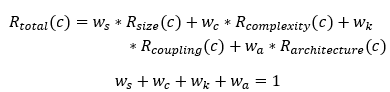 R_total(c) = w_s * R_size(c) + w_c * R_complexity(c) + w_k
* R_coupling(c) + w_a * R_architecture(c)
w_s + w_c + w_k + w_a = 1